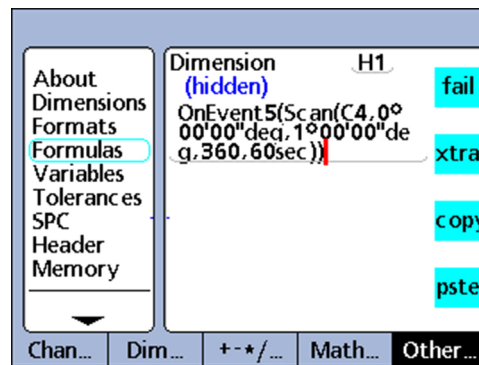 About
Dimensions
Formats
Formulas
Variables
Tolerances
SPC
Header
Memory
Dimension H1
(hidden)
OnEvent5(Scan(C4,0°
00'00"deg,1°00'00"de
g,360,60sec))
fail
xtra
copy
pste
Chan... Dim... +-*/... Math... Other...